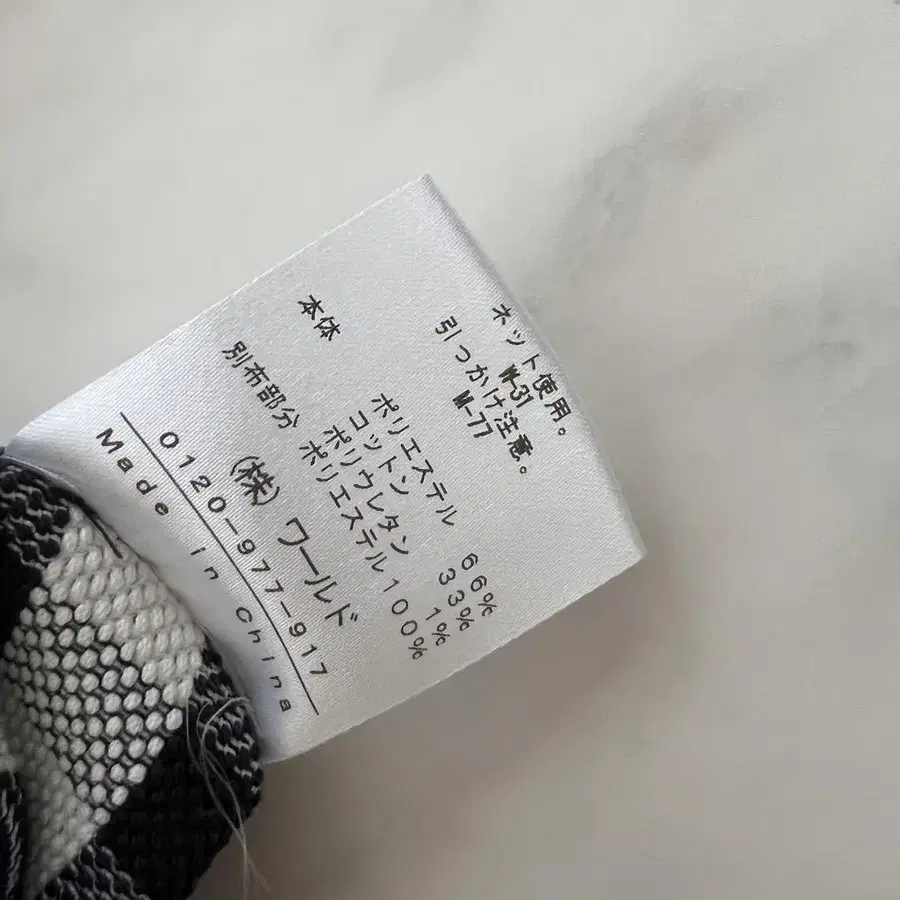 ネット使用。
W-31
引っかけ注意。
M-77
本体
ポリエステル 66%
コットン 33%
ポリウレタン 1%
別布部分
ポリエステル100%
(株)ワールド
0120-977-917
Made in China